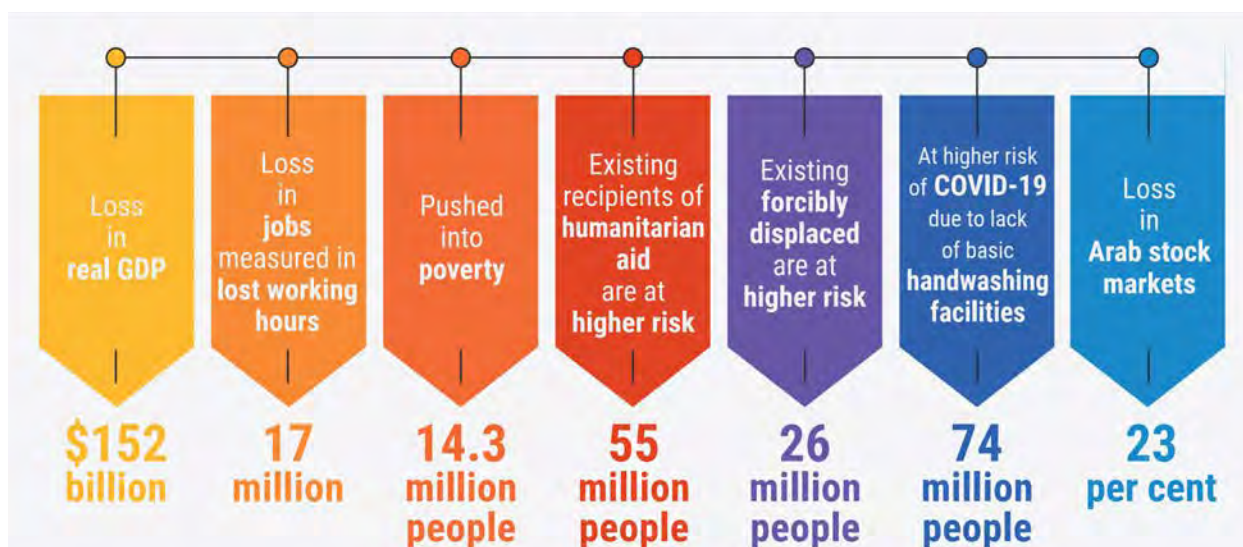 Loss
in
real GDP
$152
billion
Loss
in
jobs
measured in
lost working
hours
17
million
Pushed
into
poverty
14.3
million
people
Existing
recipients of
humanitarian
aid
are at
higher risk
55
million
people
Existing
forcibly
displaced
are at
higher risk
26
million
people
At higher risk
of COVID-19
due to lack
of basic
handwashing
facilities
74
million
people
Loss
in
Arab stock
markets
23
per cent